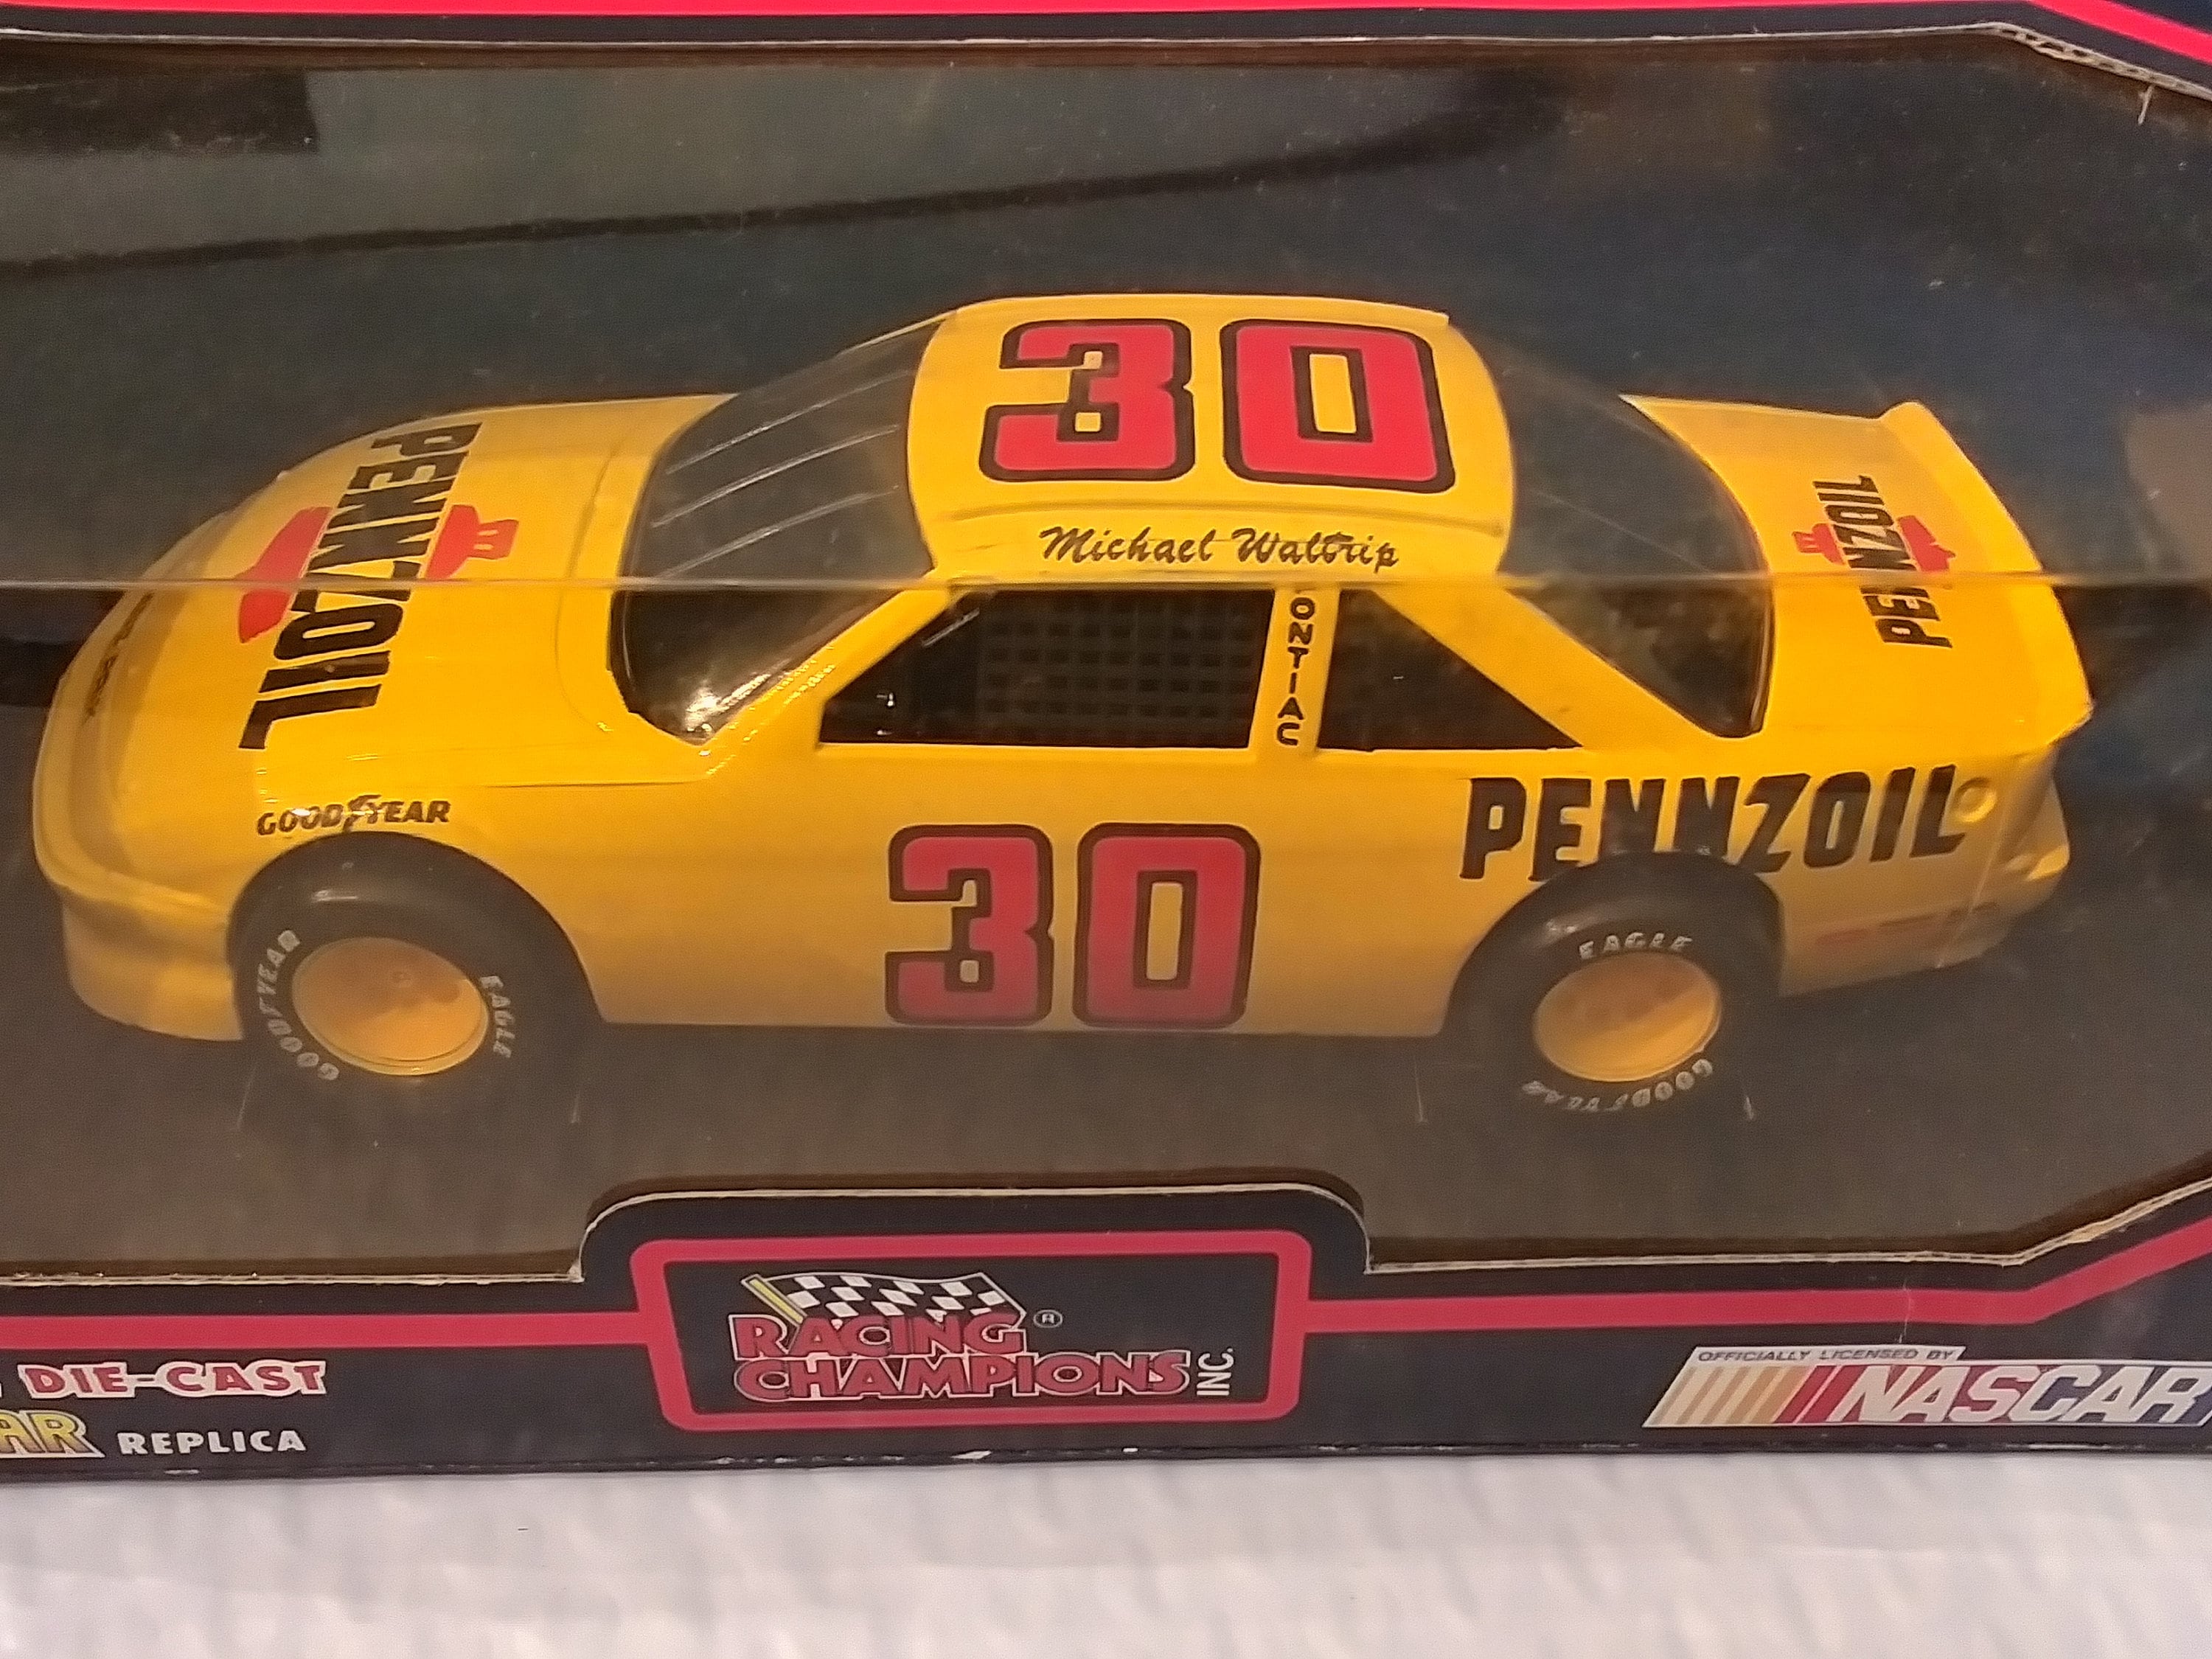 30
Michael Waltrip
PENNZOIL
PENNZOIL
ONTIAC
PENNZOIL
GOODYEAR
30
GOODYEAR
EAGLE
EAGLE
GOODYEAR
RACING ®
CHAMPIONS INC.
DIE-CAST
AR REPLICA
OFFICIALLY LICENSED BY
NASCAR